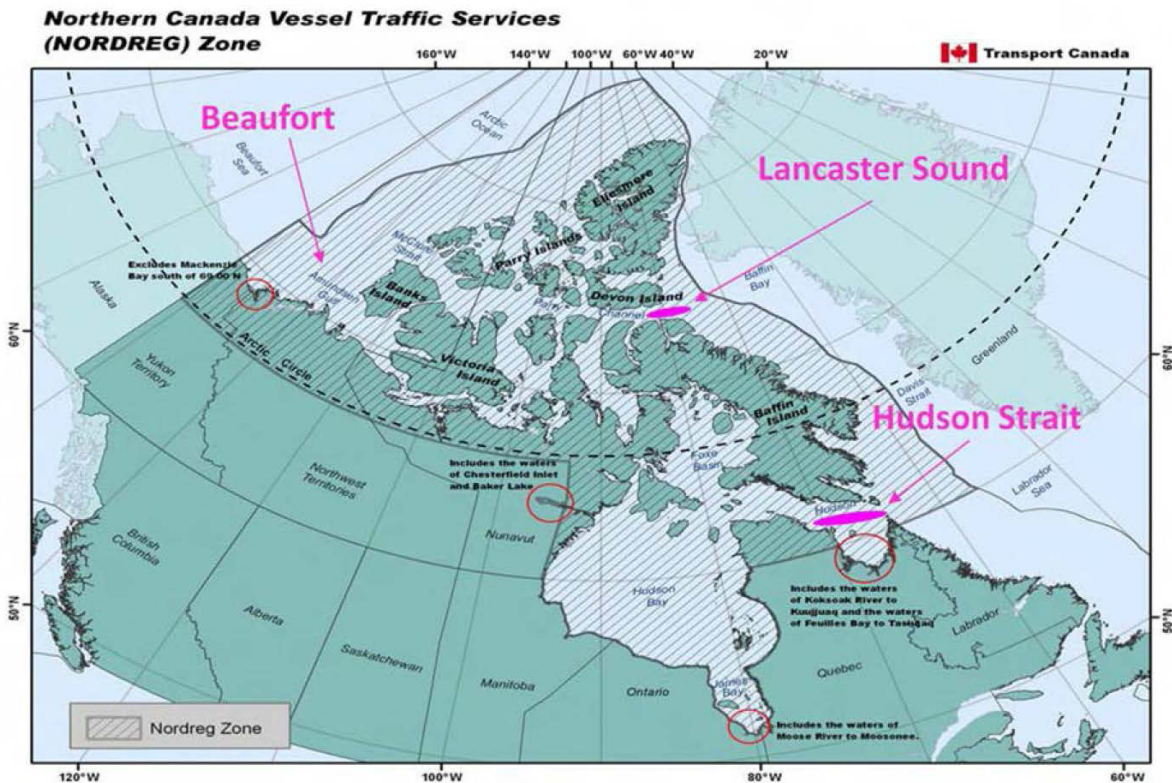 Northern Canada Vessel Traffic Services
(NORDREG) Zone
Transport Canada
160°W
140°W
120°W
100°W
80°W
60°W
40°W
20°W
Beaufort
Lancaster Sound
Hudson Strait
Arctic
Ocean
Beaufort
Sea
Ellesmere
Island
McClure
Strait
Parry Islands
Excludes Mackenzie
Bay south of 69.00 N
Amundsen
Gulf
Banks
Island
Devon Island
Parry
Channel
Baffin
Bay
Alaska
Victoria
Island
Greenland
60°N
60°N
Yukon
Territory
Arctic Circle
Davis
Strait
Baffin
Island
Includes the waters
of Chesterfield Inlet
and Baker Lake
Foxe
Basin
Northwest
Territories
Labrador
Sea
Hudson
Nunavut
British
Columbia
Hudson
Bay
Includes the waters
of Koksoak River to
Kuujjuaq and the waters
of Feuilles Bay to Tasiujaq
50°N
50°N
Alberta
Labrador
Saskatchewan
Quebec
Manitoba
Ontario
James
Bay
Nordreg Zone
Includes the waters of
Moose River to Moosonee.
120°W
100°W
80°W
60°W